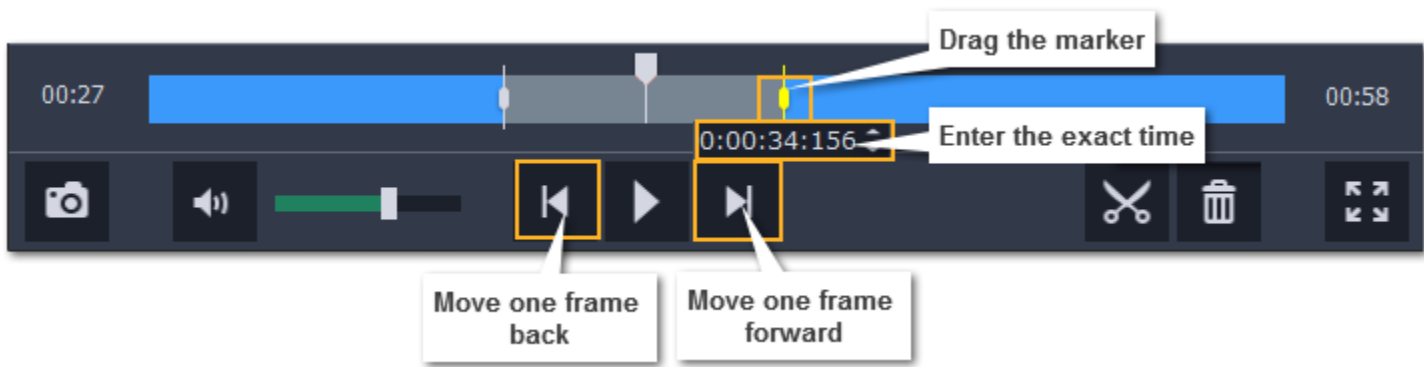 Drag the marker
00:27
00:58
0:00:34:156
Enter the exact time
Move one frame
back
Move one frame
forward